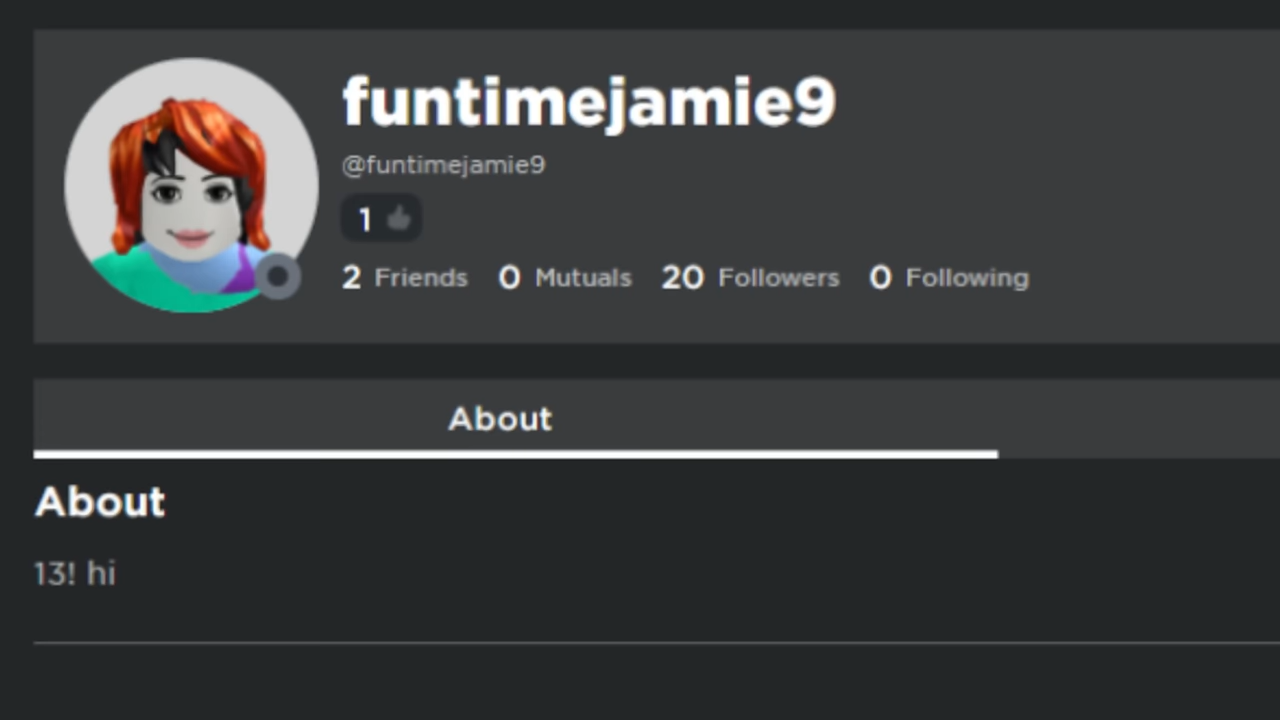 funtimejamie9
@funtimejamie9
1
2 Friends 0 Mutuals 20 Followers 0 Following
About
About
13! hi